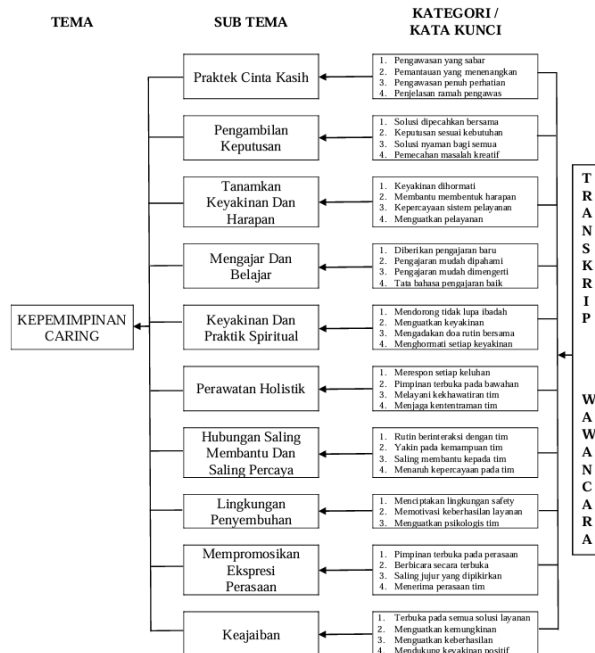 TEMA
SUB TEMA
KATEGORI /
KATA KUNCI
Praktek Cinta Kasih
1. Pengawasan yang sabar
2. Pemantauan yang menenangkan
3. Pengawasan penuh perhatian
4. Penjelasan ramah pengawas
Pengambilan
Keputusan
1. Solusi dipecahkan bersama
2. Keputusan sesuai kebutuhan
3. Solusi nyaman bagi semua
4. Pemecahan masalah kreatif
Tanamkan
Keyakinan Dan
Harapan
1. Keyakinan dihormati
2. Membantu membentuk harapan
3. Kepercayaan sistem pelayanan
4. Menguatkan pelayanan
Mengajar Dan
Belajar
1. Diberikan pengajaran baru
2. Pengajaran mudah dipahami
3. Pengajaran mudah dimengerti
4. Tata bahasa pengajaran baik
KEPEMIMPINAN
CARING
Keyakinan Dan
Praktik Spiritual
1. Mendorong tidak lupa ibadah
2. Menguatkan keyakinan
3. Mengadakan doa rutin bersama
4. Menghormati setiap keyakinan
Perawatan Holistik
1. Merespon setiap keluhan
2. Pimpinan terbuka pada bawahan
3. Melayani kekhawatiran tim
4. Menjaga kententraman tim
Hubungan Saling
Membantu Dan
Saling Percaya
1. Rutin berinteraksi dengan tim
2. Yakin pada kemampuan tim
3. Saling membantu kepada tim
4. Menaruh kepercayaan pada tim
Lingkungan
Penyembuhan
1. Menciptakan lingkungan safety
2. Memotivasi keberhasilan layanan
3. Menguatkan psikologis tim
Mempromosikan
Ekspresi
Perasaan
1. Pimpinan terbuka pada perasaan
2. Berbicara secara terbuka
3. Saling jujur yang dipikirkan
4. Menerima perasaan tim
Keajaiban
1. Terbuka pada semua solusi layanan
2. Menguatkan kemungkinan
3. Menguatkan keberhasilan
4. Mendukung keyakinan positif
TRANSKRIP
WAWANCARA